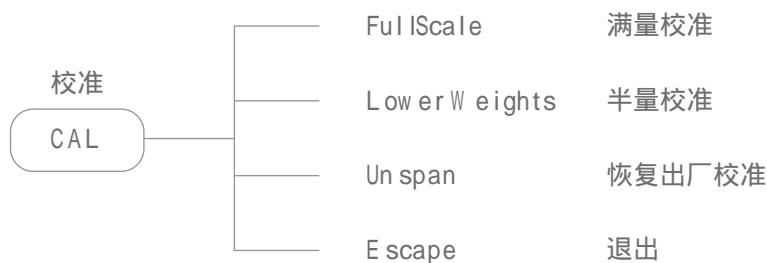 校准
CAL
FullScale 满量校准
LowerWeights 半量校准
Unspan 恢复出厂校准
Escape 退出